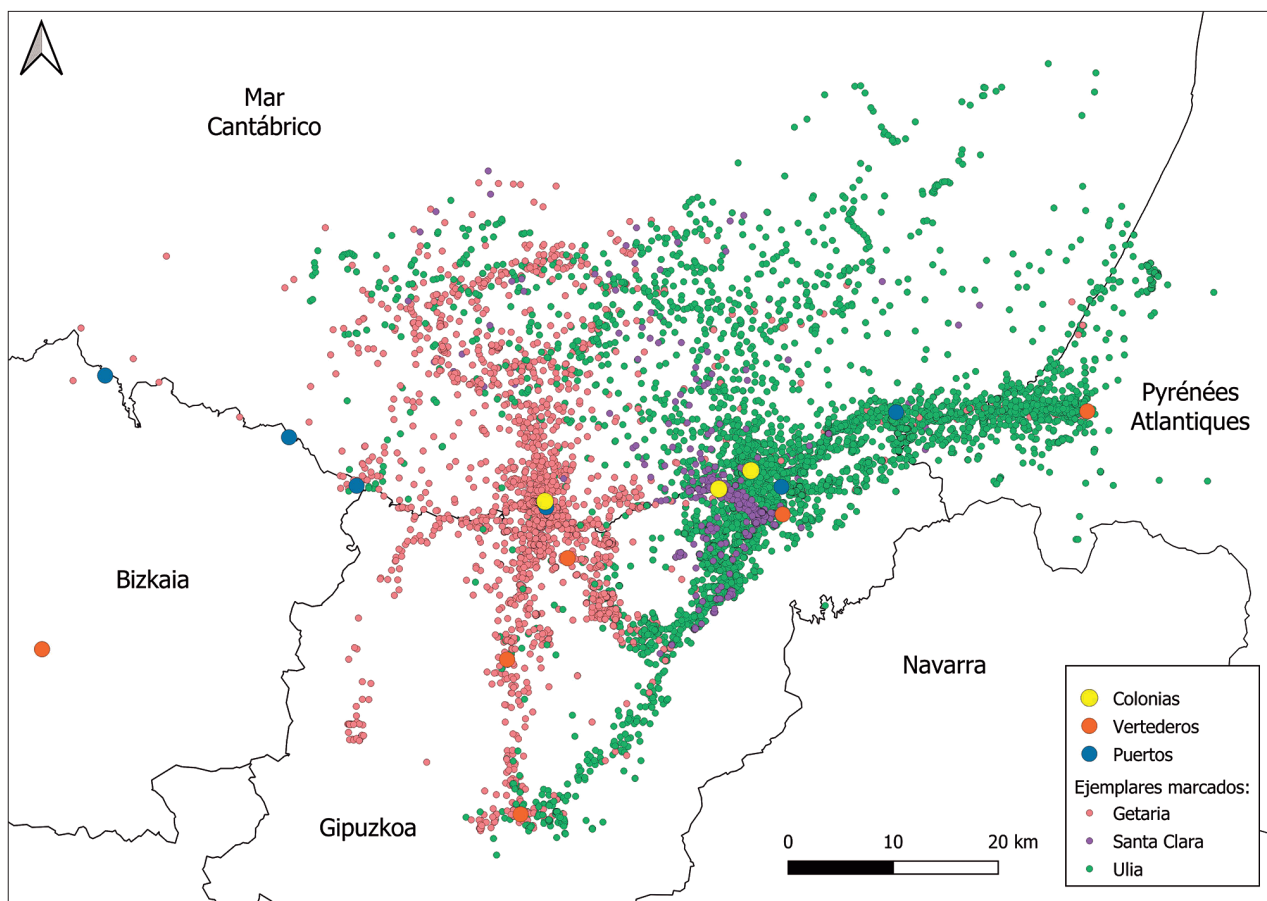 Mar
Cantábrico
Pyrénées
Atlantiques
Bizkaia
Navarra
Gipuzkoa
0 10 20 km
Colonias
Vertederos
Puertos
Ejemplares marcados:
Getaria
Santa Clara
Ulia